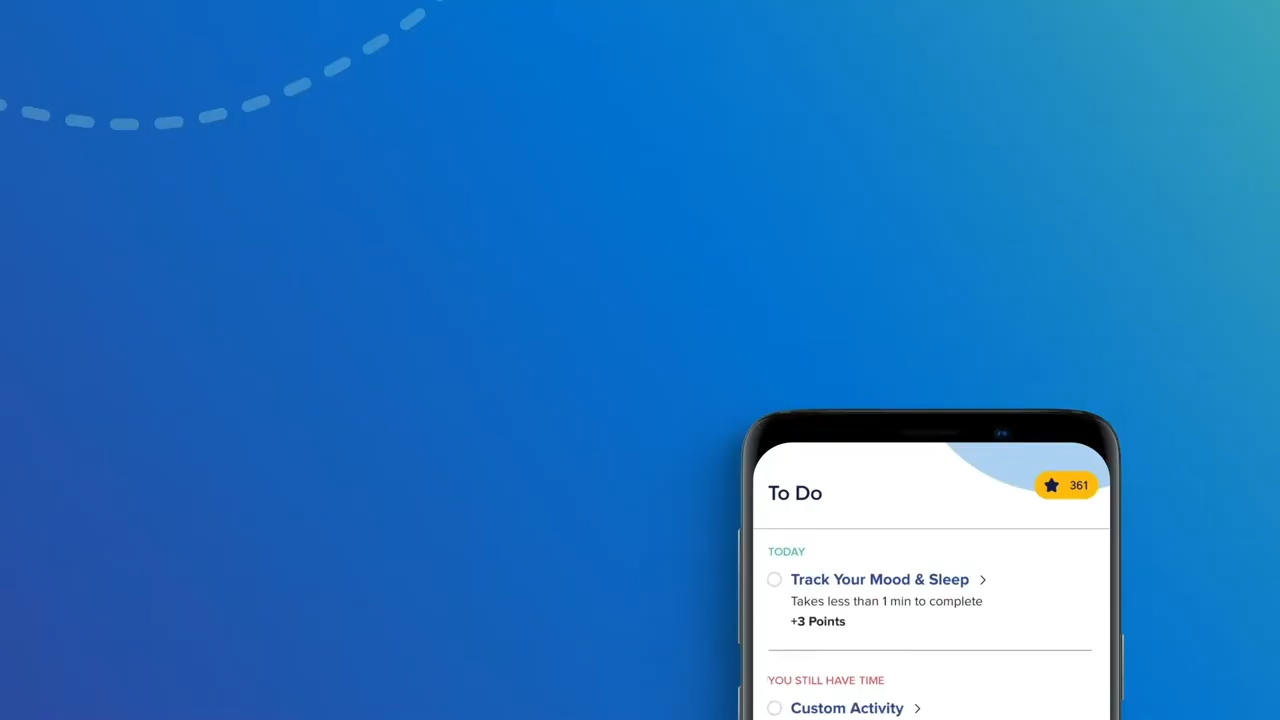 To Do
361
TODAY
Track Your Mood & Sleep
Takes less than 1 min to complete
+3 Points
YOU STILL HAVE TIME
Custom Activity